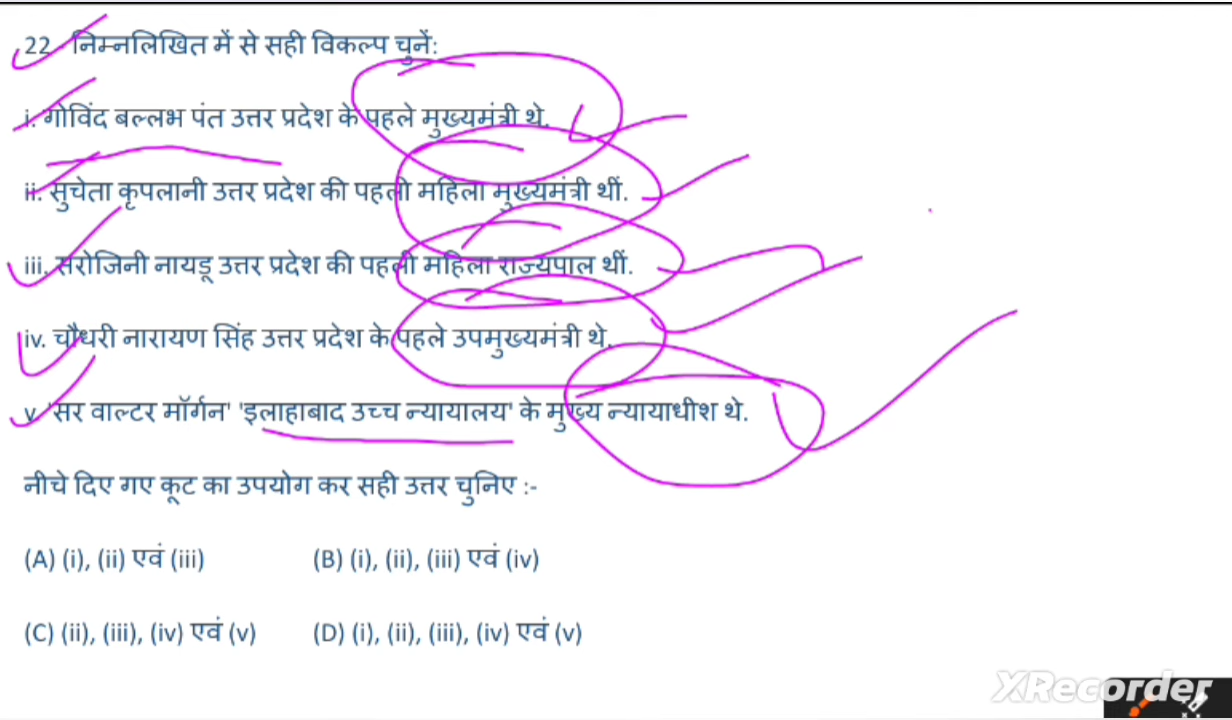 22. निम्नलिखित में से सही विकल्प चुनें:
i. गोविंद बल्लभ पंत उत्तर प्रदेश के पहले मुख्यमंत्री थे.
ii. सुचेता कृपलानी उत्तर प्रदेश की पहली महिला मुख्यमंत्री थीं.
iii. सरोजिनी नायडू उत्तर प्रदेश की पहली महिला राज्यपाल थीं.
iv. चौधरी नारायण सिंह उत्तर प्रदेश के पहले उपमुख्यमंत्री थे.
v. 'सर वाल्टर मॉर्गन' 'इलाहाबाद उच्च न्यायालय' के मुख्य न्यायाधीश थे.
नीचे दिए गए कूट का उपयोग कर सही उत्तर चुनिए :-
(A) (i), (ii) एवं (iii) (B) (i), (ii), (iii) एवं (iv)
(C) (ii), (iii), (iv) एवं (v) (D) (i), (ii), (iii), (iv) एवं (v)
XRecorder